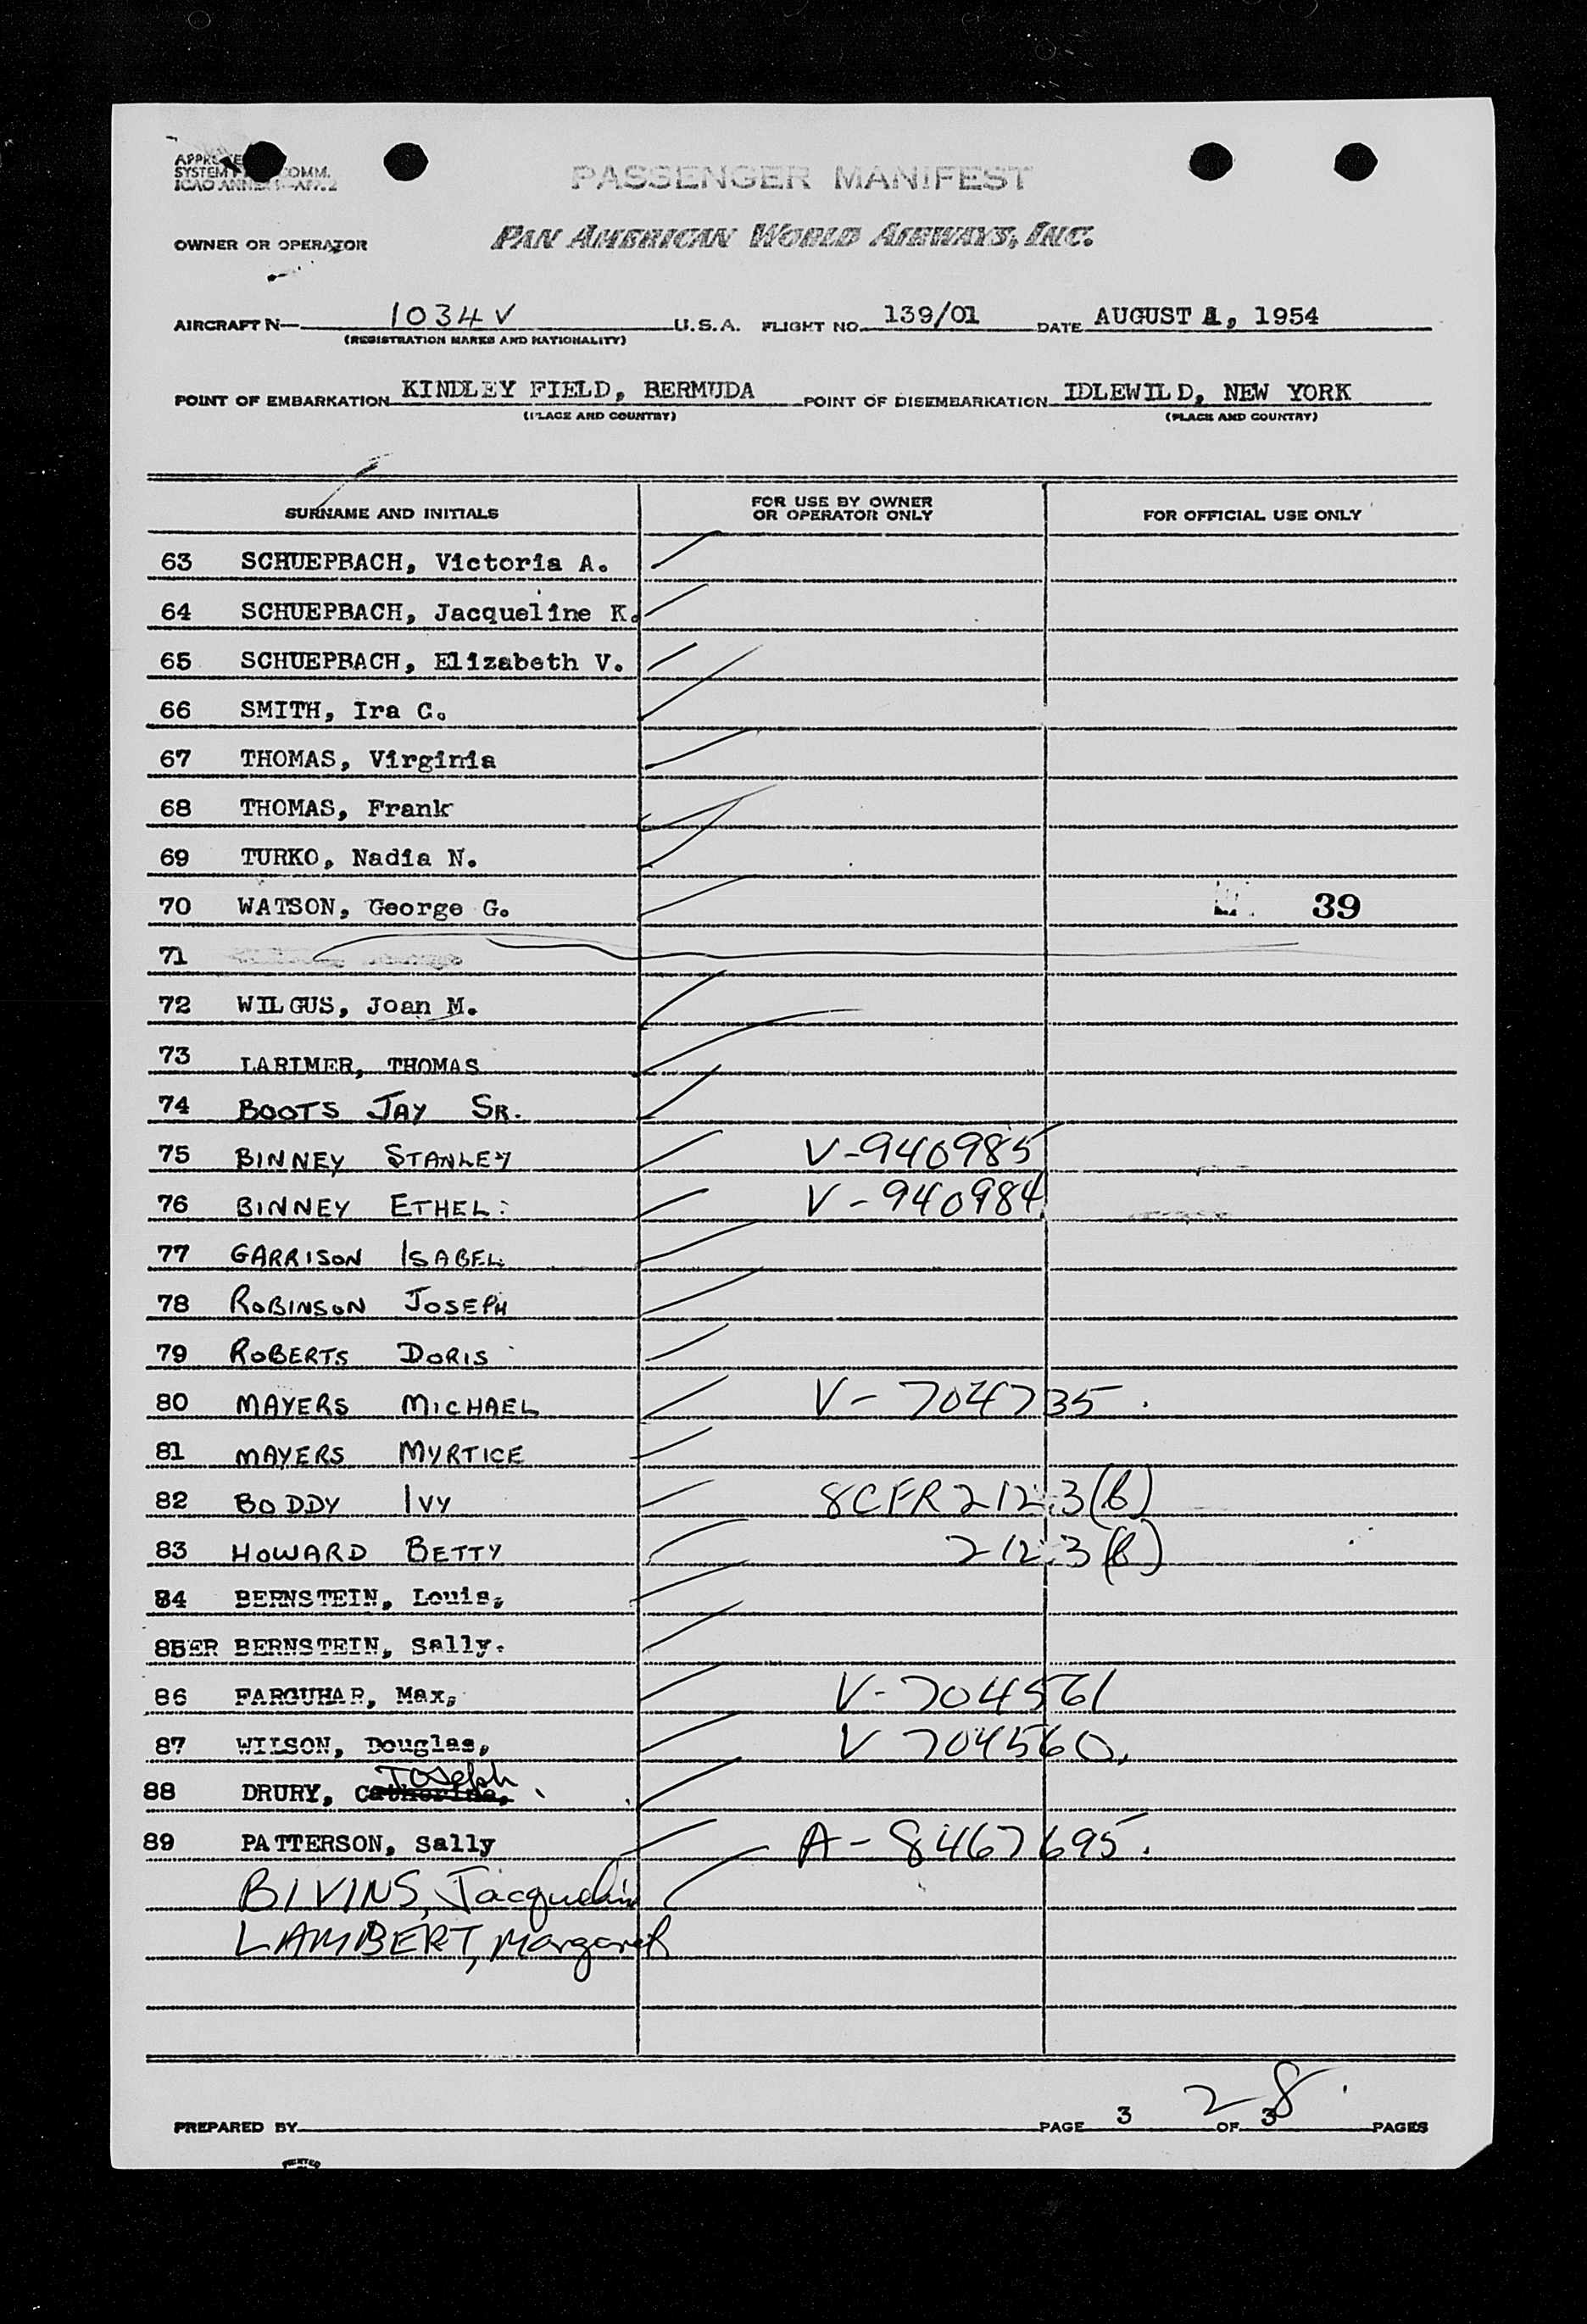 PASSENGER MANIFEST
OWNER OR OPERATOR PAN AMERICAN WORLD AIRWAYS, INC.
AIRCRAFT N— 1034V U.S.A. FLIGHT NO. 139/01 DATE AUGUST 1, 1954
(REGISTRATION MARKS AND NATIONALITY)
POINT OF EMBARKATION KINDLEY FIELD, BERMUDA POINT OF DISEMBARKATION IDLEWILD, NEW YORK
(PLACE AND COUNTRY) (PLACE AND COUNTRY)
SURNAME AND INITIALS FOR USE BY OWNER OR OPERATOR ONLY FOR OFFICIAL USE ONLY
63 SCHUEPBACH, Victoria A.
64 SCHUEPBACH, Jacqueline K.
65 SCHUEPBACH, Elizabeth V.
66 SMITH, Ira C.
67 THOMAS, Virginia
68 THOMAS, Frank
69 TURKO, Nadia N.
70 WATSON, George G. 39
71
72 WILGUS, Joan M.
73 LARIMER, THOMAS
74 BOOTS JAY SR.
75 BINNEY STANLEY V-940985
76 BINNEY ETHEL V-940984
77 GARRISON ISABEL
78 ROBINSON JOSEPH
79 ROBERTS DORIS
80 MAYERS MICHAEL V-704735
81 MAYERS MYRTICE
82 BODDY IVY 8CFR212.3(b)
83 HOWARD BETTY 212.3(b)
84 BERNSTEIN, Louis,
85ER BERNSTEIN, Sally.
86 FARGUHAR, Max, V-704561
87 WILSON, Douglas, V 704560.
88 DRURY, Catherine, Joseph
89 PATTERSON, Sally A-8467695.
BIVINS, Jacquelin
LAMBERT, Margaret
28
PREPARED BY PAGE 3 OF 3 PAGES